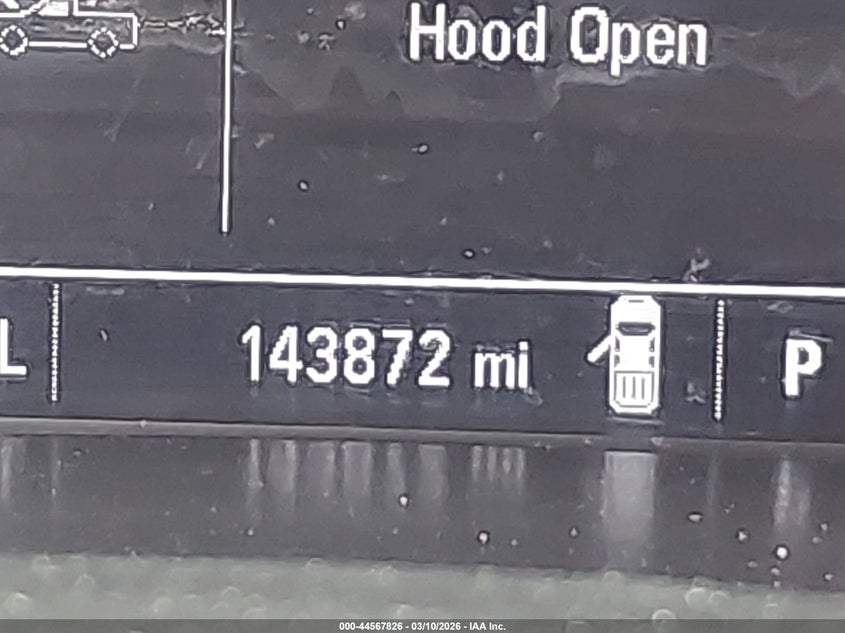 Hood Open
L 143872 mi P
000-44567826 - 03/10/2026 - IAA Inc.